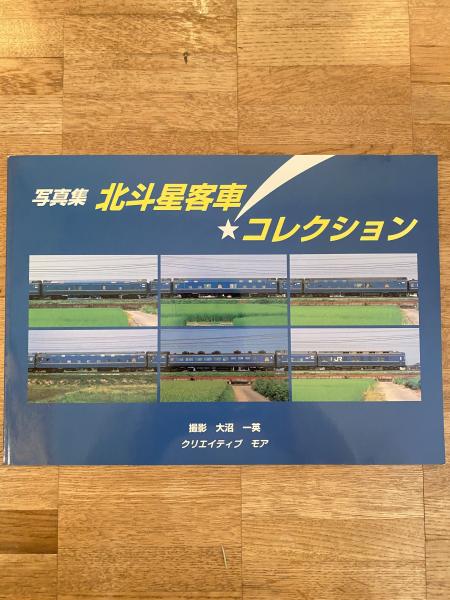 写真集 北斗星客車
★コレクション
JR
撮影 大沼 一英
クリエイティブ モア